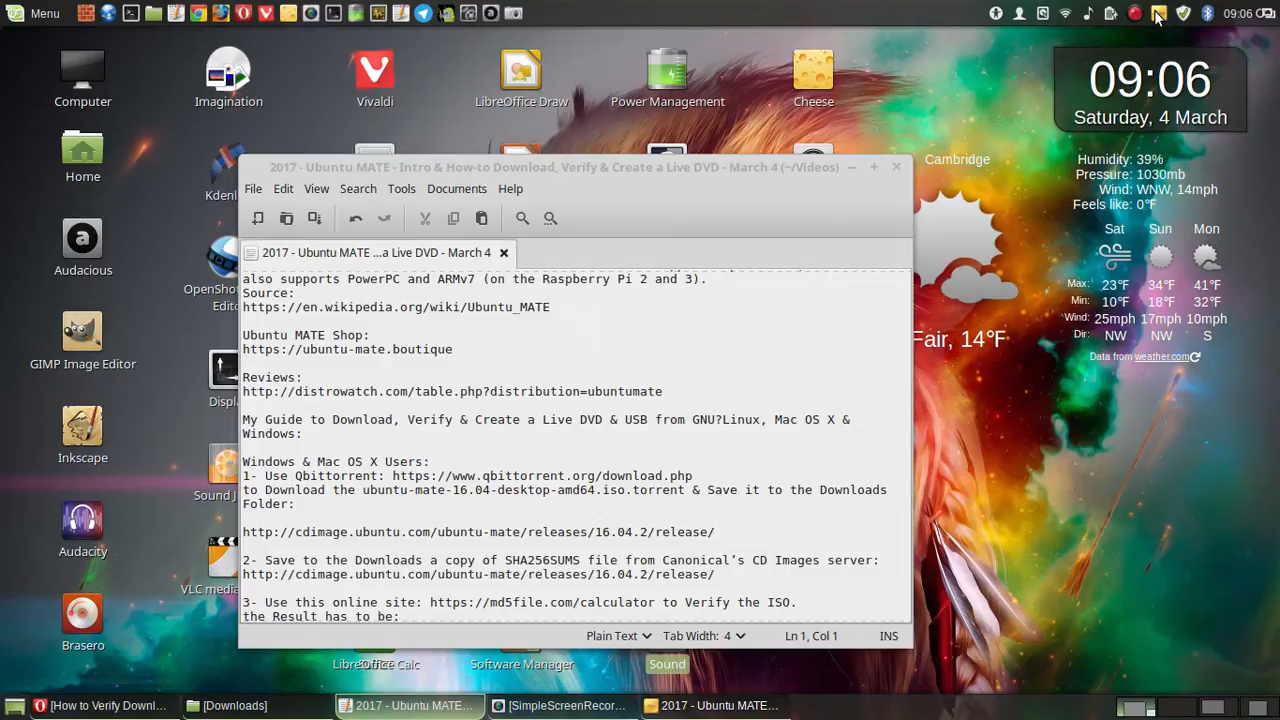 Menu
09:06
Computer
Imagination
Vivaldi
LibreOffice Draw
Power Management
Cheese
09:06
Saturday, 4 March
Home
Audacious
GIMP Image Editor
Inkscape
Audacity
Brasero
Kdenl
OpenShot
Edito
Displ
Sound J
VLC media
LibreOffice Calc
Software Manager
Sound
2017 - Ubuntu MATE - Intro & How-to Download, Verify & Create a Live DVD - March 4 (~/Videos)
File Edit View Search Tools Documents Help
2017 - Ubuntu MATE ...a Live DVD - March 4
also supports PowerPC and ARMv7 (on the Raspberry Pi 2 and 3).
Source:
https://en.wikipedia.org/wiki/Ubuntu_MATE
Ubuntu MATE Shop:
https://ubuntu-mate.boutique
Reviews:
http://distrowatch.com/table.php?distribution=ubuntumate
My Guide to Download, Verify & Create a Live DVD & USB from GNU?Linux, Mac OS X &
Windows:
Windows & Mac OS X Users:
1- Use Qbittorrent: https://www.qbittorrent.org/download.php
to Download the ubuntu-mate-16.04-desktop-amd64.iso.torrent & Save it to the Downloads
Folder:
http://cdimage.ubuntu.com/ubuntu-mate/releases/16.04.2/release/
2- Save to the Downloads a copy of SHA256SUMS file from Canonical’s CD Images server:
http://cdimage.ubuntu.com/ubuntu-mate/releases/16.04.2/release/
3- Use this online site: https://md5file.com/calculator to Verify the ISO.
the Result has to be:
Plain Text Tab Width: 4 Ln 1, Col 1 INS
Cambridge
Humidity: 39%
Pressure: 1030mb
Wind: WNW, 14mph
Feels like: 0°F
Sat Sun Mon
Max: 23°F 34°F 41°F
Min: 10°F 18°F 32°F
Wind: 25mph 17mph 10mph
Dir: NW NW S
Fair, 14°F
Data from weather.com
[How to Verify Downl...
[Downloads]
2017 - Ubuntu MATE...
[SimpleScreenRecor...
2017 - Ubuntu MATE...